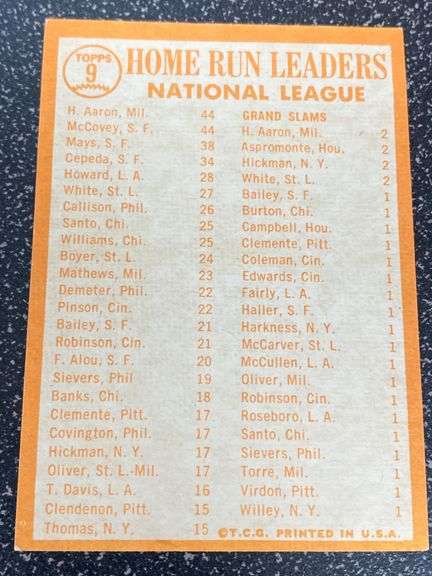 TOPPS
9
HOME RUN LEADERS
NATIONAL LEAGUE
H. Aaron, Mil. 44
McCovey, S. F. 44
Mays, S. F. 38
Cepeda, S. F. 34
Howard, L. A. 28
White, St. L. 27
Callison, Phil. 26
Santo, Chi. 25
Williams, Chi. 25
Boyer, St. L. 24
Mathews, Mil. 23
Demeter, Phil. 22
Pinson, Cin. 22
Bailey, S. F. 21
Robinson, Cin. 21
F. Alou, S. F. 20
Sievers, Phil 19
Banks, Chi. 18
Clemente, Pitt. 17
Covington, Phil. 17
Hickman, N. Y. 17
Oliver, St. L.-Mil. 17
T. Davis, L. A. 16
Clendenon, Pitt. 15
Thomas, N. Y. 15
GRAND SLAMS
H. Aaron, Mil. 2
Aspromonte, Hou. 2
Hickman, N. Y. 2
White, St. L. 2
Bailey, S. F. 1
Burton, Chi. 1
Campbell, Hou. 1
Clemente, Pitt. 1
Coleman, Cin. 1
Edwards, Cin. 1
Fairly, L. A. 1
Haller, S. F. 1
Harkness, N. Y. 1
McCarver, St. L. 1
McCullen, L. A. 1
Oliver, Mil. 1
Robinson, Cin. 1
Roseboro, L. A. 1
Santo, Chi. 1
Sievers, Phil. 1
Torre, Mil. 1
Virdon, Pitt. 1
Willey, N. Y. 1
©T.C.G. PRINTED IN U.S.A.